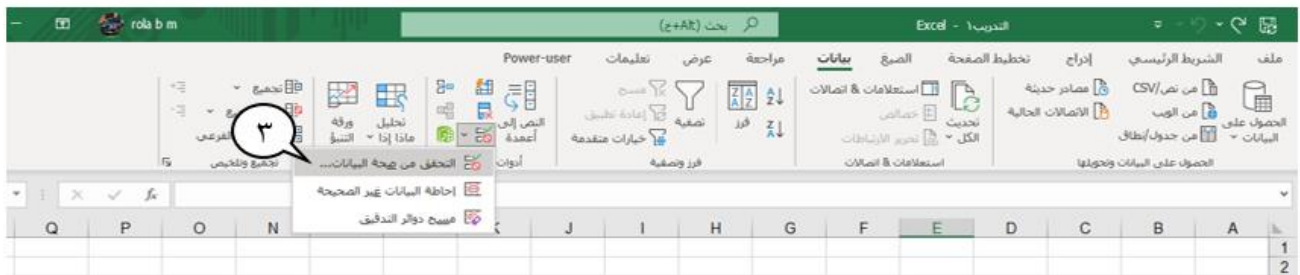 التدريب١ - Excel
بحث (Alt+خ)
rola b m
ملف الشريط الرئيسي إدراج تخطيط الصفحة الصيغ بيانات مراجعة عرض تعليمات Power-user
الحصول على البيانات
من نص/CSV
من الويب
من جدول/نطاق
مصادر حديثة
الاتصالات الحالية
الحصول على البيانات وتحويلها
تحديث الكل
استعلامات & اتصالات
خصائص
تحرير الارتباطات
استعلامات & اتصالات
فرز
تصفية
مسح
إعادة تطبيق
خيارات متقدمة
فرز وتصفية
النص إلى أعمدة
أدوات
تحليل ماذا إذا
ورقة التنبؤ
تجميع
الفرعي
تجميع وتلخيص
٣
التحقق من صحة البيانات...
إحاطة البيانات غير الصحيحة
مسح دوائر التدقيق
fx
A B C D E F G H I J K N O P Q
1
2